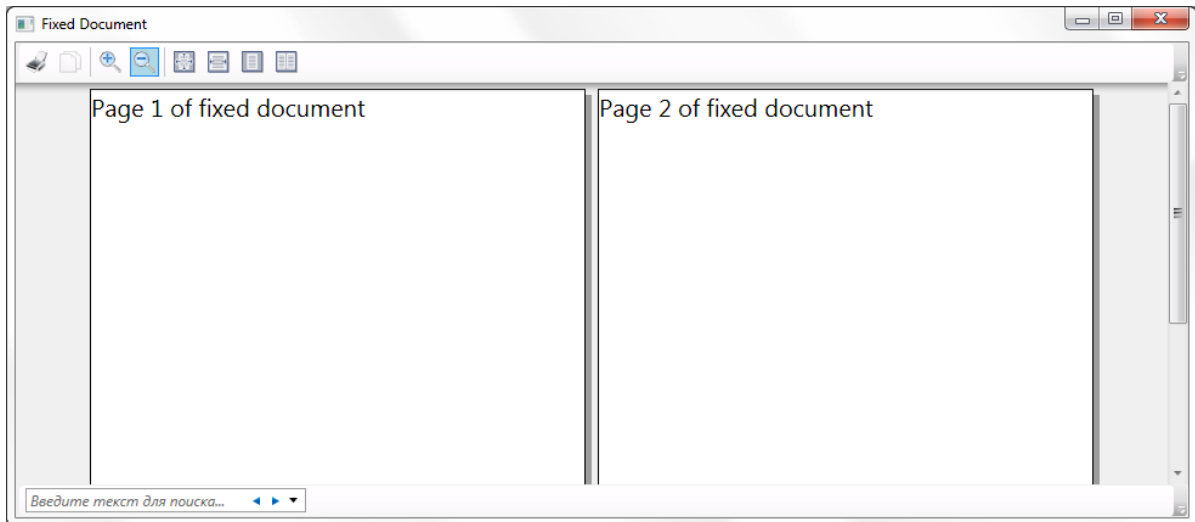 Fixed Document
Page 1 of fixed document
Page 2 of fixed document
Введите текст для поиска...